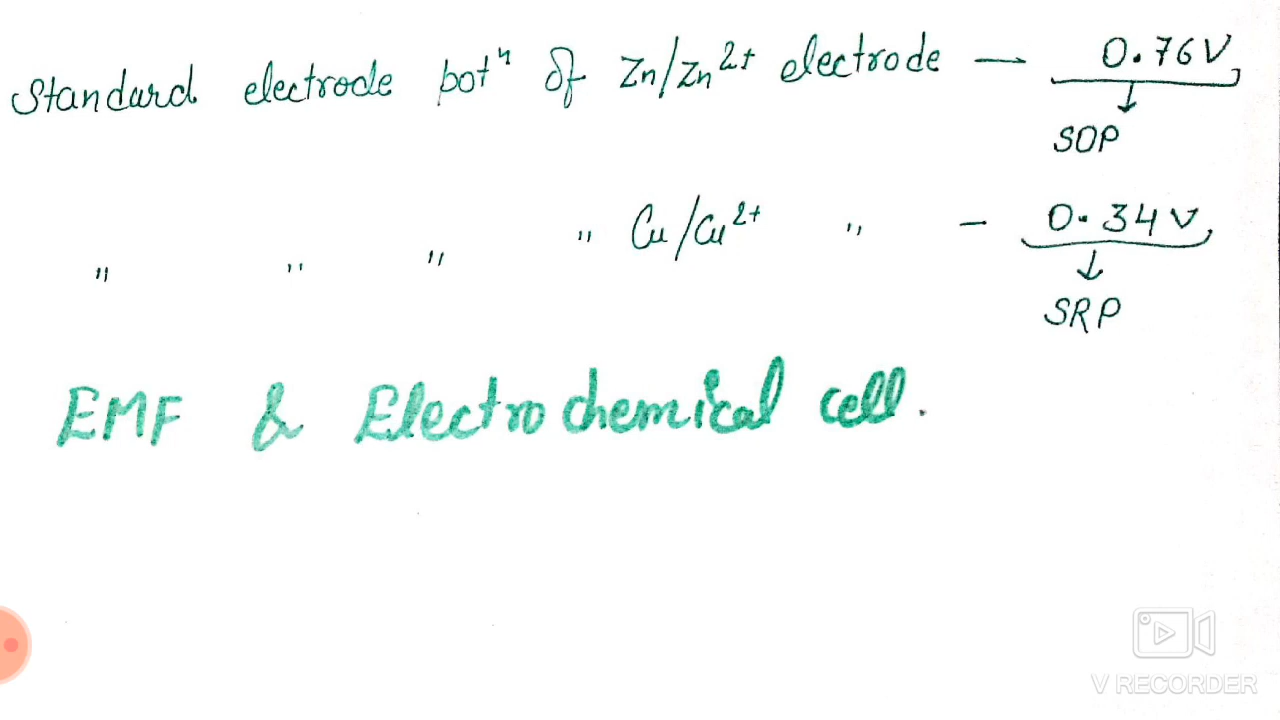 Standard electrode potⁿ of Zn/Zn²⁺ electrode — 0.76V,
↓
SOP
" " " " Cu/Cu²⁺ " - 0.34V,
↓
SRP
EMF & Electrochemical cell.
V RECORDER